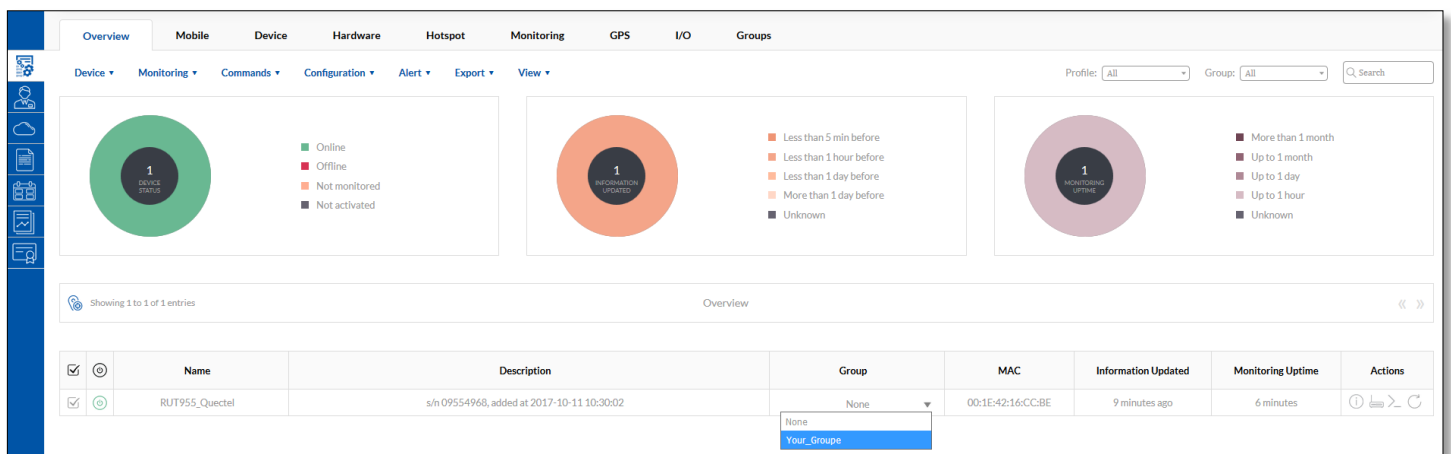 Overview Mobile Device Hardware Hotspot Monitoring GPS I/O Groups
Device Monitoring Commands Configuration Alert Export View Profile: All Group: All Search
1
DEVICE
STATUS
Online
Offline
Not monitored
Not activated
1
INFORMATION
UPDATED
Less than 5 min before
Less than 1 hour before
Less than 1 day before
More than 1 day before
Unknown
1
MONITORING
UPTIME
More than 1 month
Up to 1 month
Up to 1 day
Up to 1 hour
Unknown
Showing 1 to 1 of 1 entries Overview
Name Description Group MAC Information Updated Monitoring Uptime Actions
RUT955_Quectel s/n 09554968, added at 2017-10-11 10:30:02 None 00:1E:42:16:CC:BE 9 minutes ago 6 minutes
None
Your_Groupe